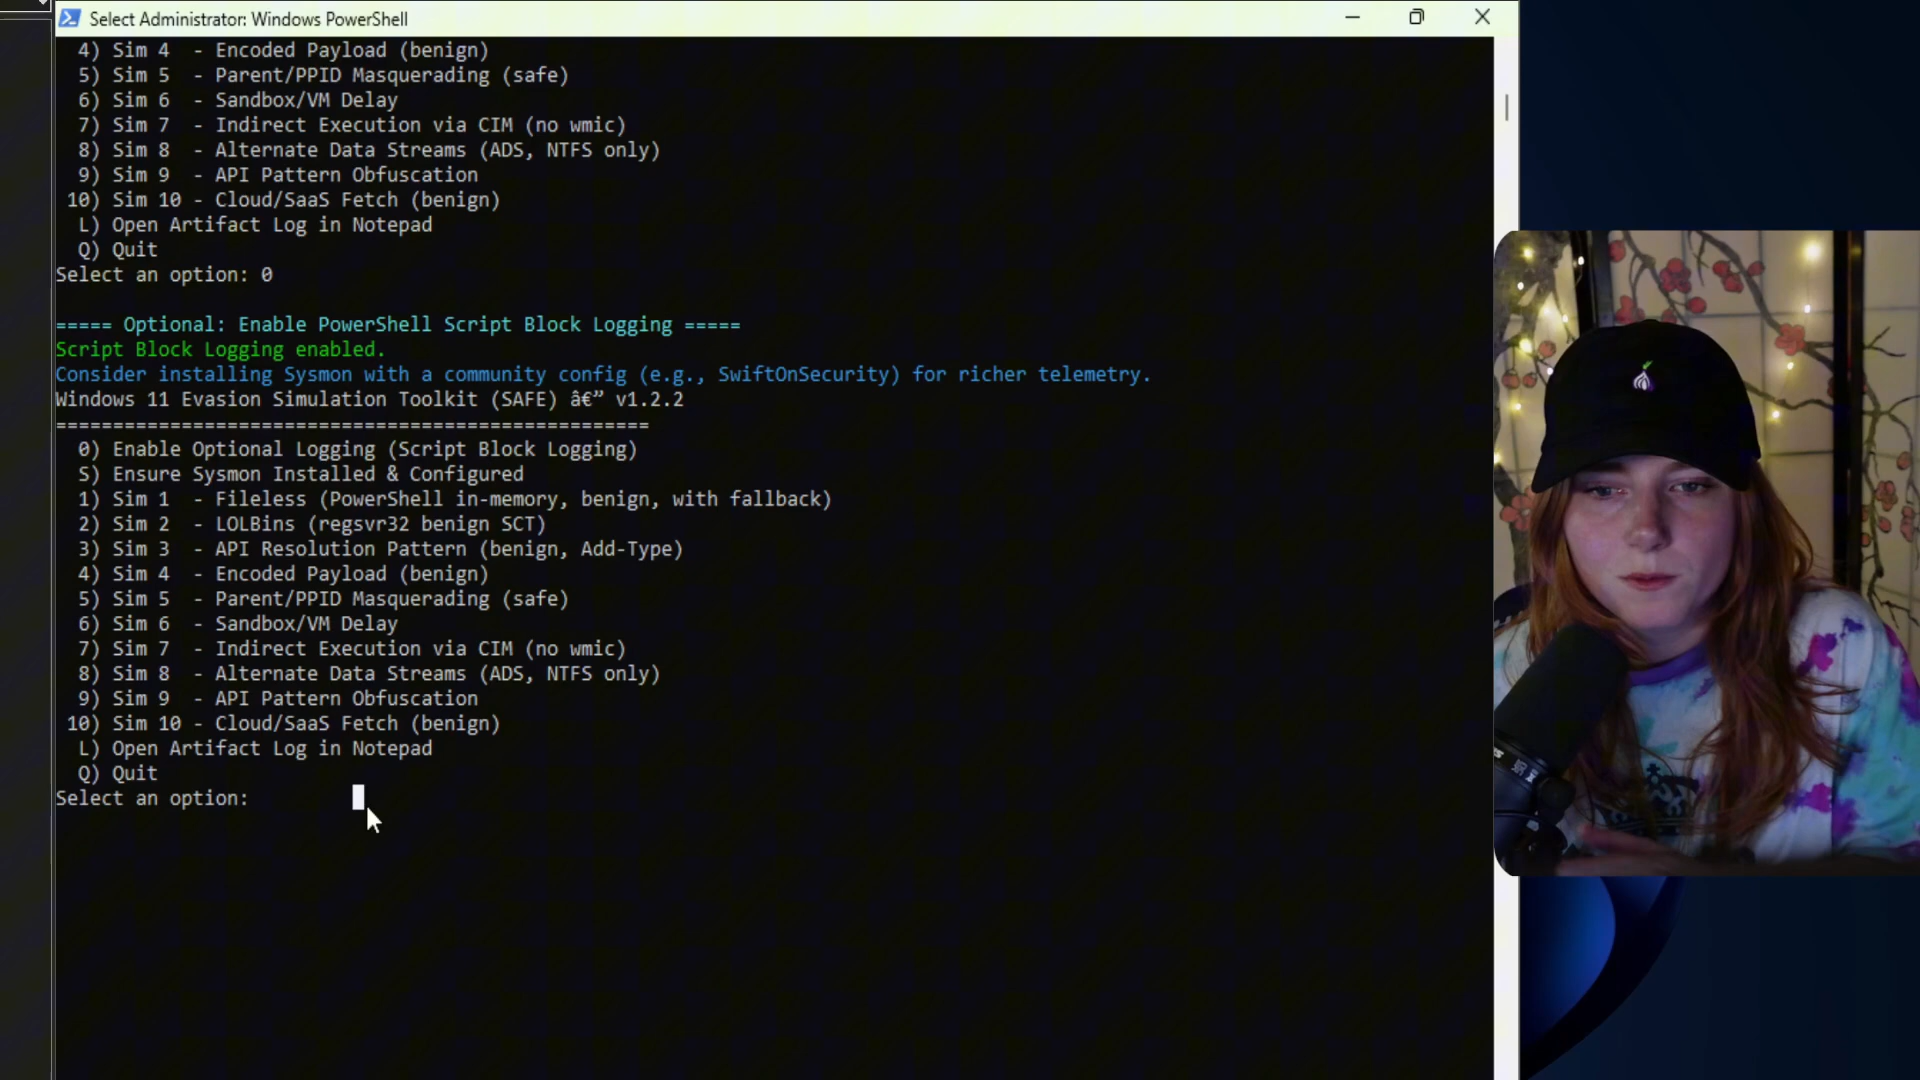 Select Administrator: Windows PowerShell
4) Sim 4  - Encoded Payload (benign)
5) Sim 5  - Parent/PPID Masquerading (safe)
6) Sim 6  - Sandbox/VM Delay
7) Sim 7  - Indirect Execution via CIM (no wmic)
8) Sim 8  - Alternate Data Streams (ADS, NTFS only)
9) Sim 9  - API Pattern Obfuscation
10) Sim 10 - Cloud/SaaS Fetch (benign)
L) Open Artifact Log in Notepad
Q) Quit
Select an option: 0
===== Optional: Enable PowerShell Script Block Logging =====
Script Block Logging enabled.
Consider installing Sysmon with a community config (e.g., SwiftOnSecurity) for richer telemetry.
Windows 11 Evasion Simulation Toolkit (SAFE) â€” v1.2.2
====================================================
0) Enable Optional Logging (Script Block Logging)
S) Ensure Sysmon Installed & Configured
1) Sim 1  - Fileless (PowerShell in-memory, benign, with fallback)
2) Sim 2  - LOLBins (regsvr32 benign SCT)
3) Sim 3  - API Resolution Pattern (benign, Add-Type)
4) Sim 4  - Encoded Payload (benign)
5) Sim 5  - Parent/PPID Masquerading (safe)
6) Sim 6  - Sandbox/VM Delay
7) Sim 7  - Indirect Execution via CIM (no wmic)
8) Sim 8  - Alternate Data Streams (ADS, NTFS only)
9) Sim 9  - API Pattern Obfuscation
10) Sim 10 - Cloud/SaaS Fetch (benign)
L) Open Artifact Log in Notepad
Q) Quit
Select an option: